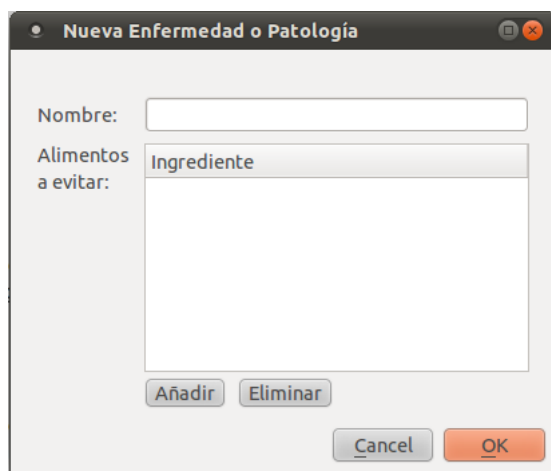 Nueva Enfermedad o Patología
Nombre:
Alimentos
a evitar:
Ingrediente
Añadir Eliminar
Cancel OK